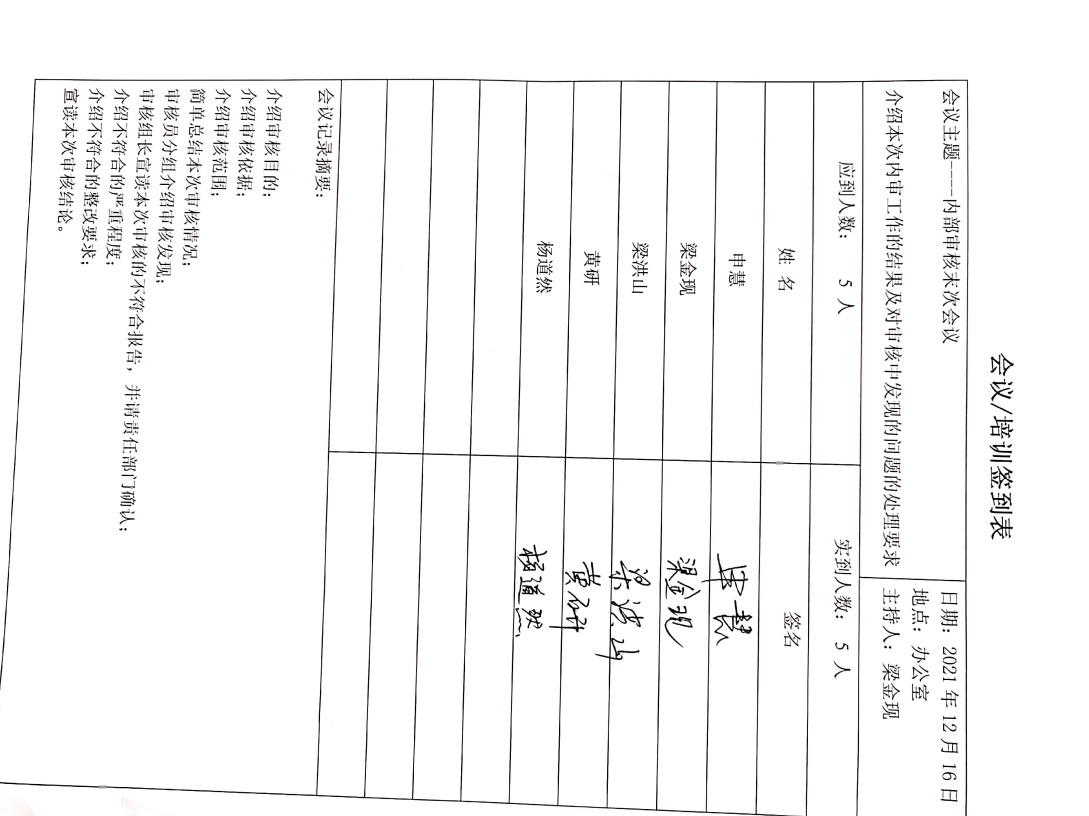 会议/培训签到表
会议主题----内部审核末次会议
介绍本次内审工作的结果及对审核中发现的问题的处理要求
日期：2021 年 12 月 16 日
地点：办公室
主持人：梁金现
应到人数： 5 人
实到人数： 5 人
姓 名
签名
申慧
申慧
梁金现
梁金现
梁洪山
梁洪山
黄研
黄研
杨道然
杨道然
会议记录摘要：
介绍审核目的；
介绍审核依据；
介绍审核范围；
简单总结本次审核情况；
审核员分组介绍审核发现；
审核组长宣读本次审核的不符合报告，并请责任部门确认；
介绍不符合的严重程度；
介绍不符合的整改要求；
宣读本次审核结论。